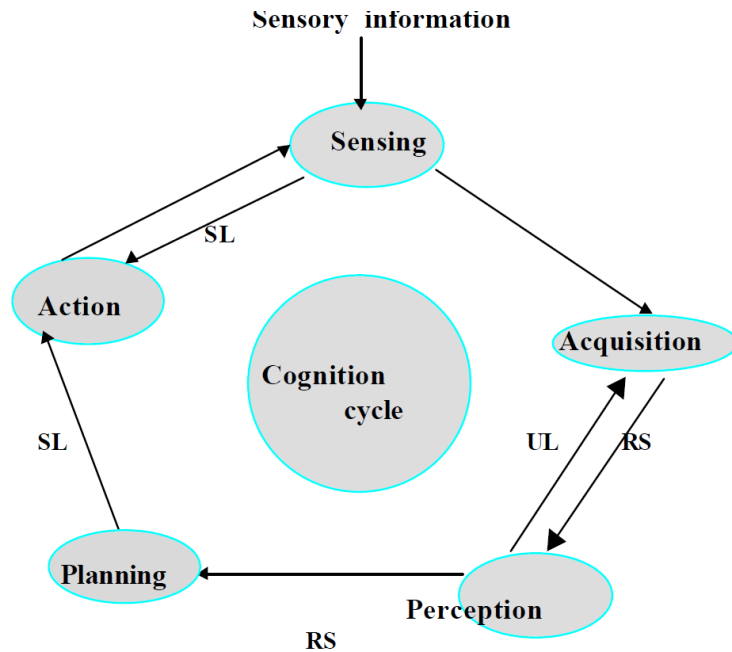 Sensory information
Sensing
SL
Action
Acquisition
Cognition
cycle
SL
UL
RS
Planning
Perception
RS